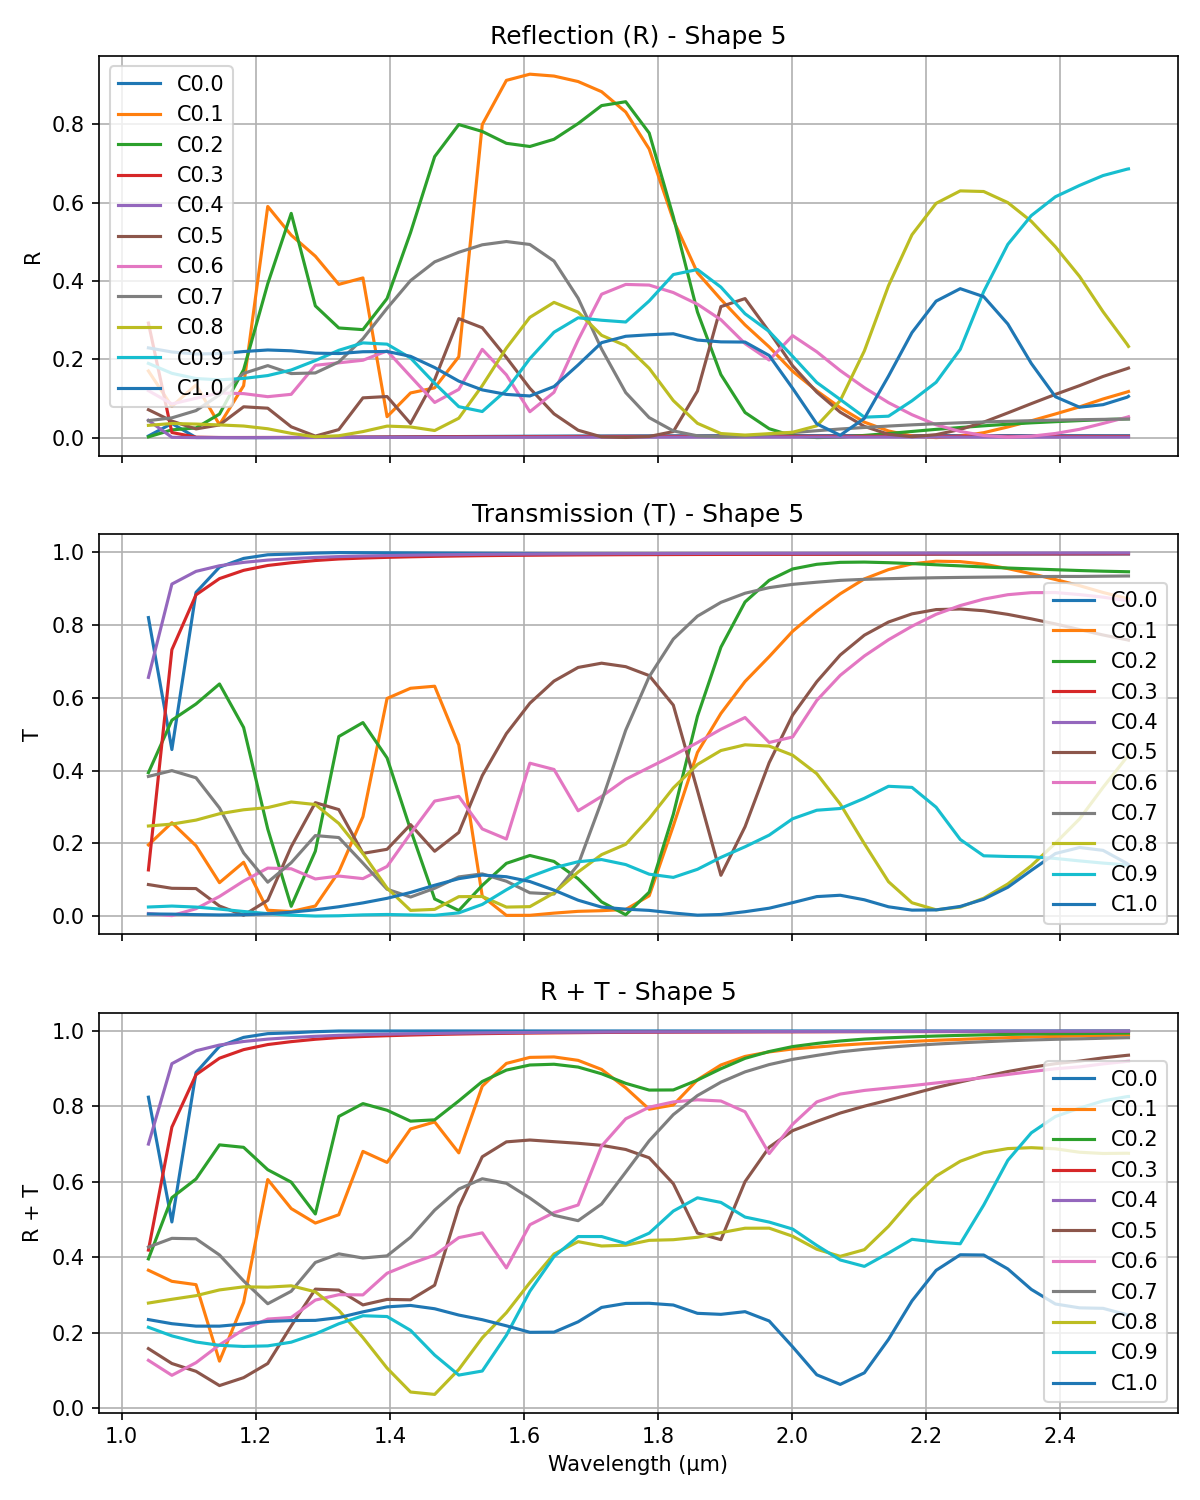 Reflection (R) - Shape 5
R
0.8
0.6
0.4
0.2
0.0
C0.0
C0.1
C0.2
C0.3
C0.4
C0.5
C0.6
C0.7
C0.8
C0.9
C1.0
Transmission (T) - Shape 5
T
1.0
0.8
0.6
0.4
0.2
0.0
C0.0
C0.1
C0.2
C0.3
C0.4
C0.5
C0.6
C0.7
C0.8
C0.9
C1.0
R + T - Shape 5
R + T
1.0
0.8
0.6
0.4
0.2
0.0
C0.0
C0.1
C0.2
C0.3
C0.4
C0.5
C0.6
C0.7
C0.8
C0.9
C1.0
1.0 1.2 1.4 1.6 1.8 2.0 2.2 2.4
Wavelength (μm)